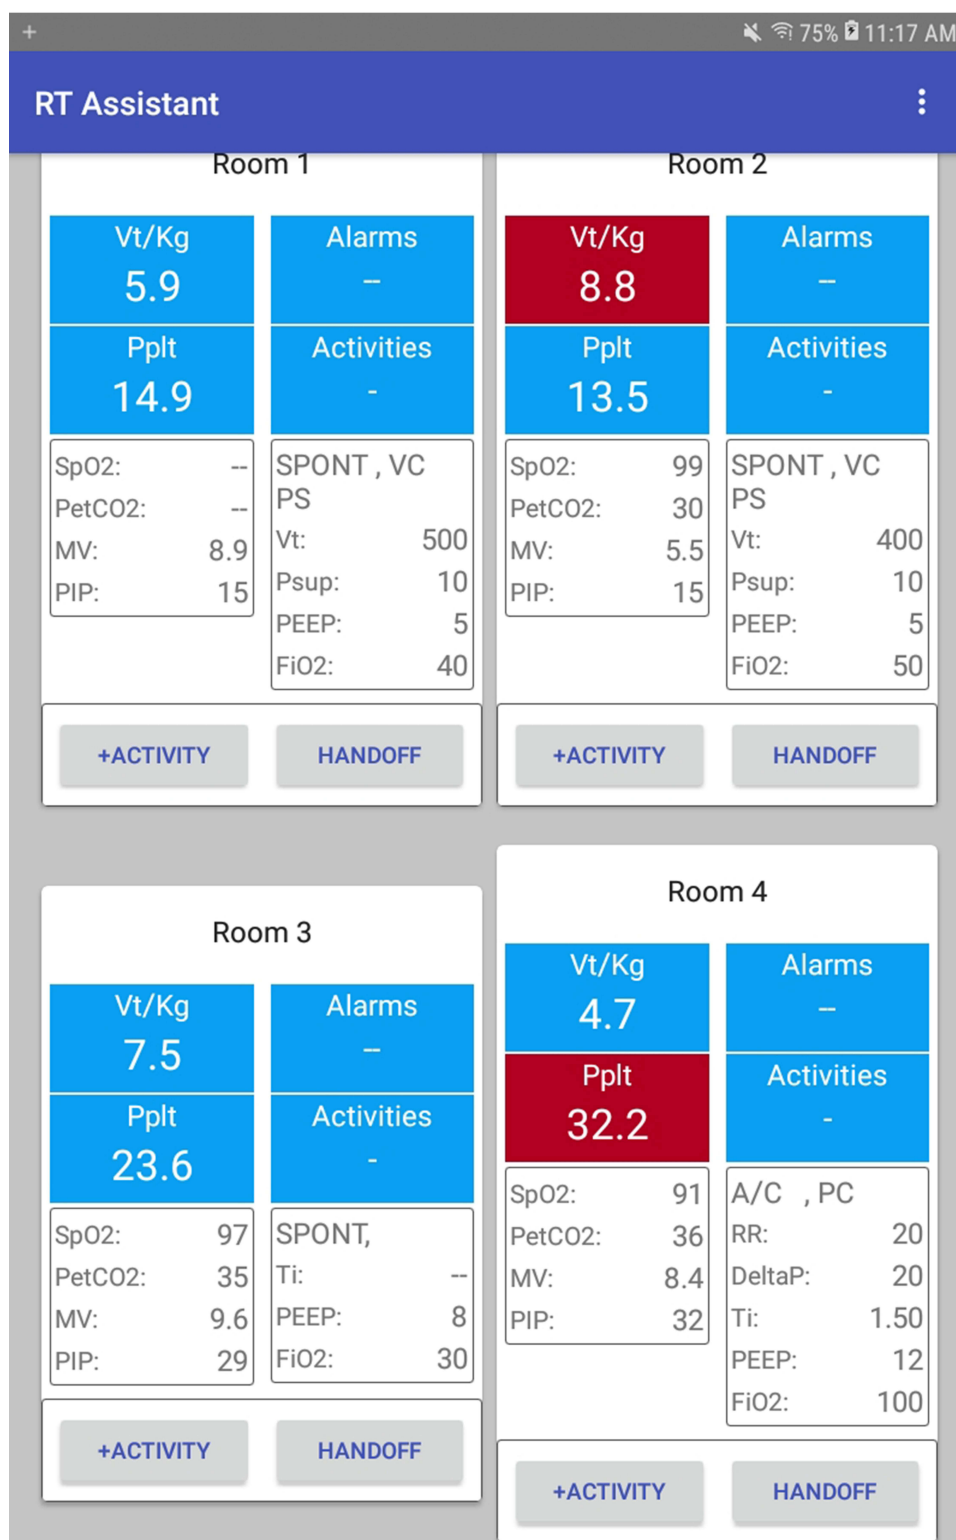 75% 11:17 AM
RT Assistant
Room 1
Vt/Kg
5.9
Alarms
--
Pplt
14.9
Activities
-
SpO2: --
PetCO2: --
MV: 8.9
PIP: 15
SPONT , VC
PS
Vt: 500
Psup: 10
PEEP: 5
FiO2: 40
+ACTIVITY
HANDOFF
Room 2
Vt/Kg
8.8
Alarms
--
Pplt
13.5
Activities
-
SpO2: 99
PetCO2: 30
MV: 5.5
PIP: 15
SPONT , VC
PS
Vt: 400
Psup: 10
PEEP: 5
FiO2: 50
+ACTIVITY
HANDOFF
Room 3
Vt/Kg
7.5
Alarms
--
Pplt
23.6
Activities
-
SpO2: 97
PetCO2: 35
MV: 9.6
PIP: 29
SPONT,
Ti: --
PEEP: 8
FiO2: 30
+ACTIVITY
HANDOFF
Room 4
Vt/Kg
4.7
Alarms
--
Pplt
32.2
Activities
-
SpO2: 91
PetCO2: 36
MV: 8.4
PIP: 32
A/C , PC
RR: 20
DeltaP: 20
Ti: 1.50
PEEP: 12
FiO2: 100
+ACTIVITY
HANDOFF